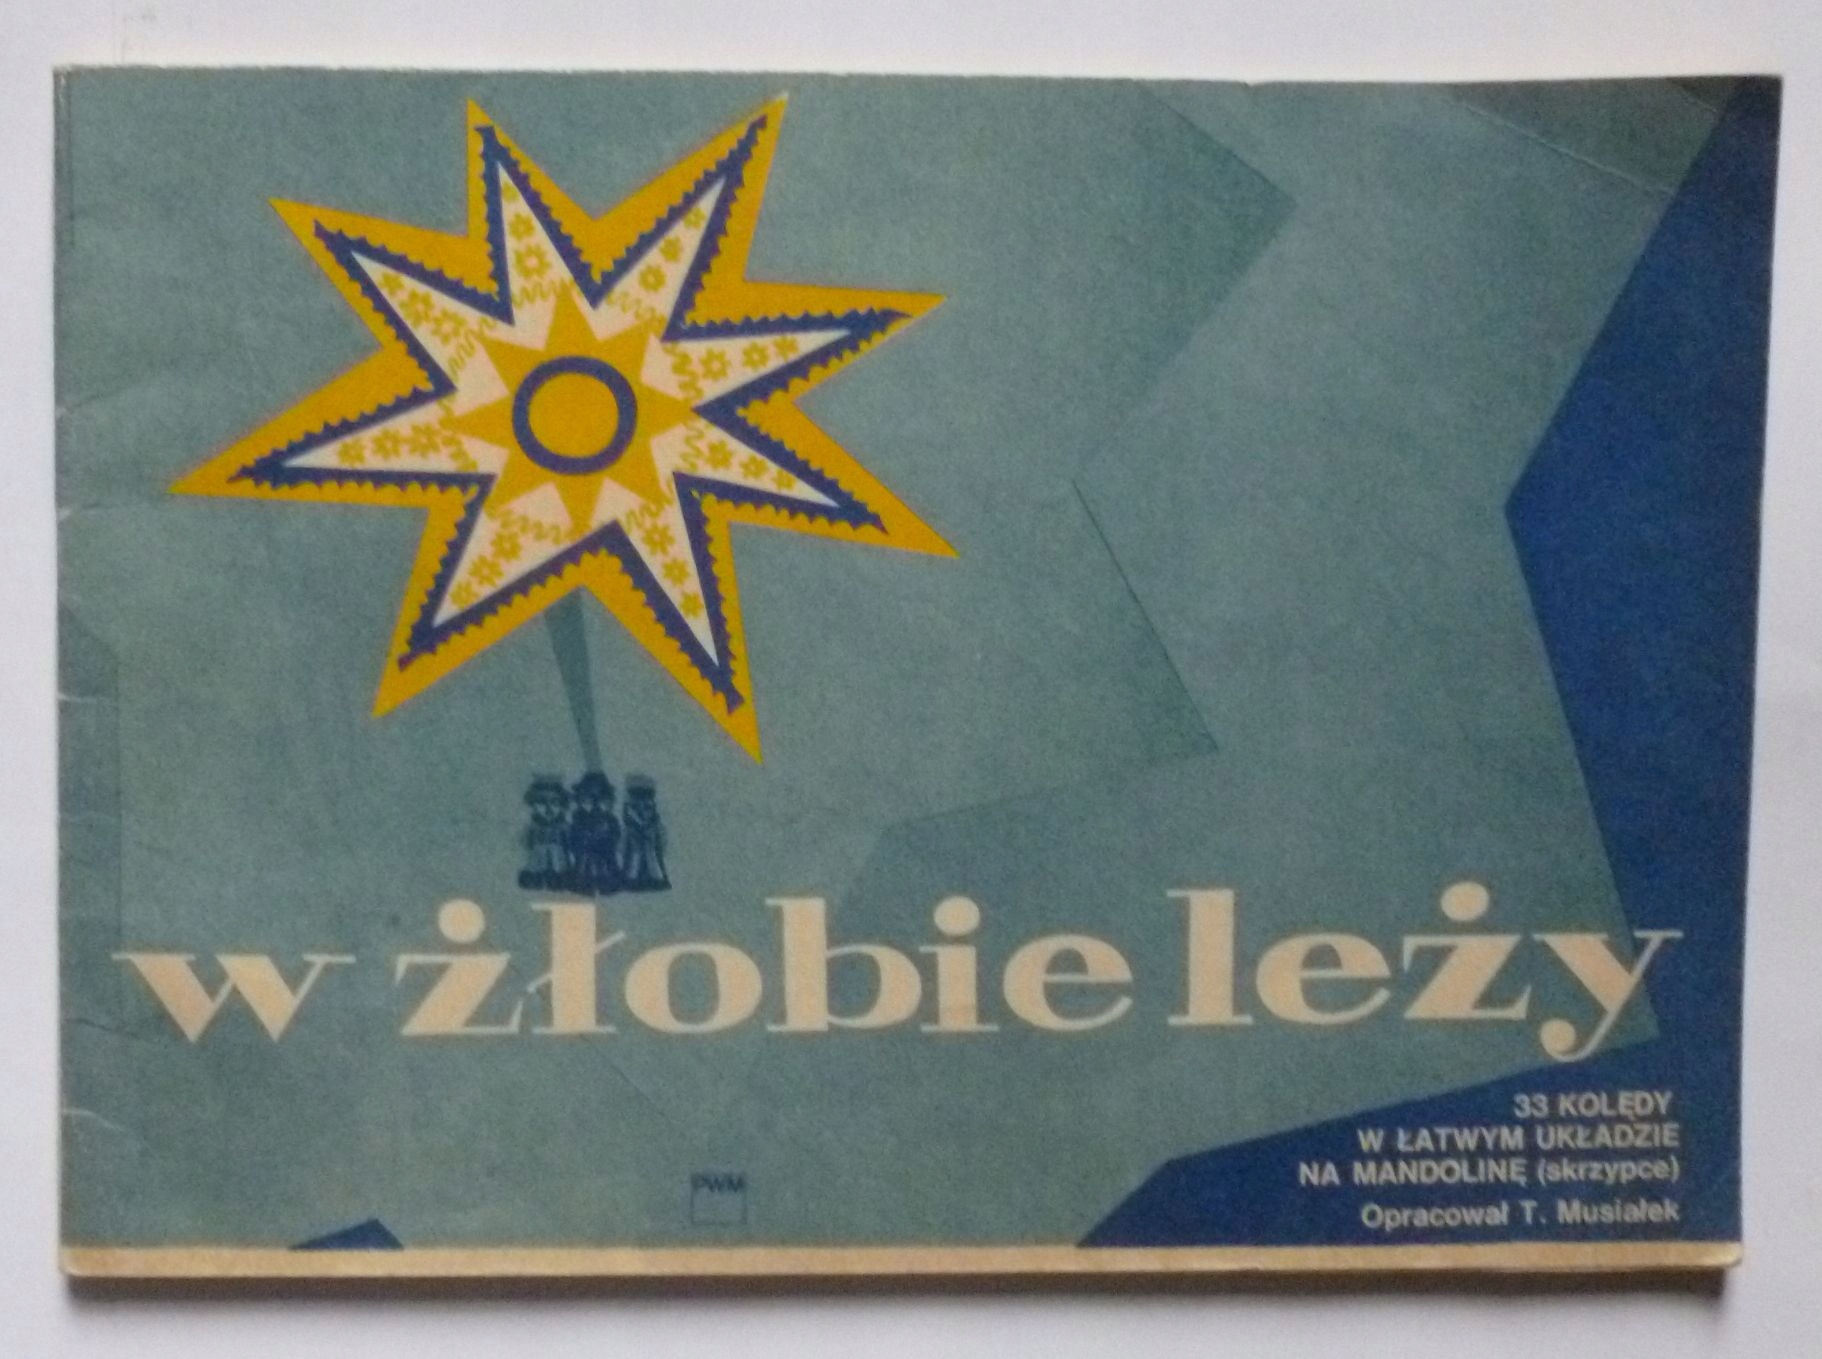 w żłobie leży
33 KOLĘDY
W ŁATWYM UKŁADZIE
NA MANDOLINĘ (skrzypce)
Opracował T. Musiałek
PWM